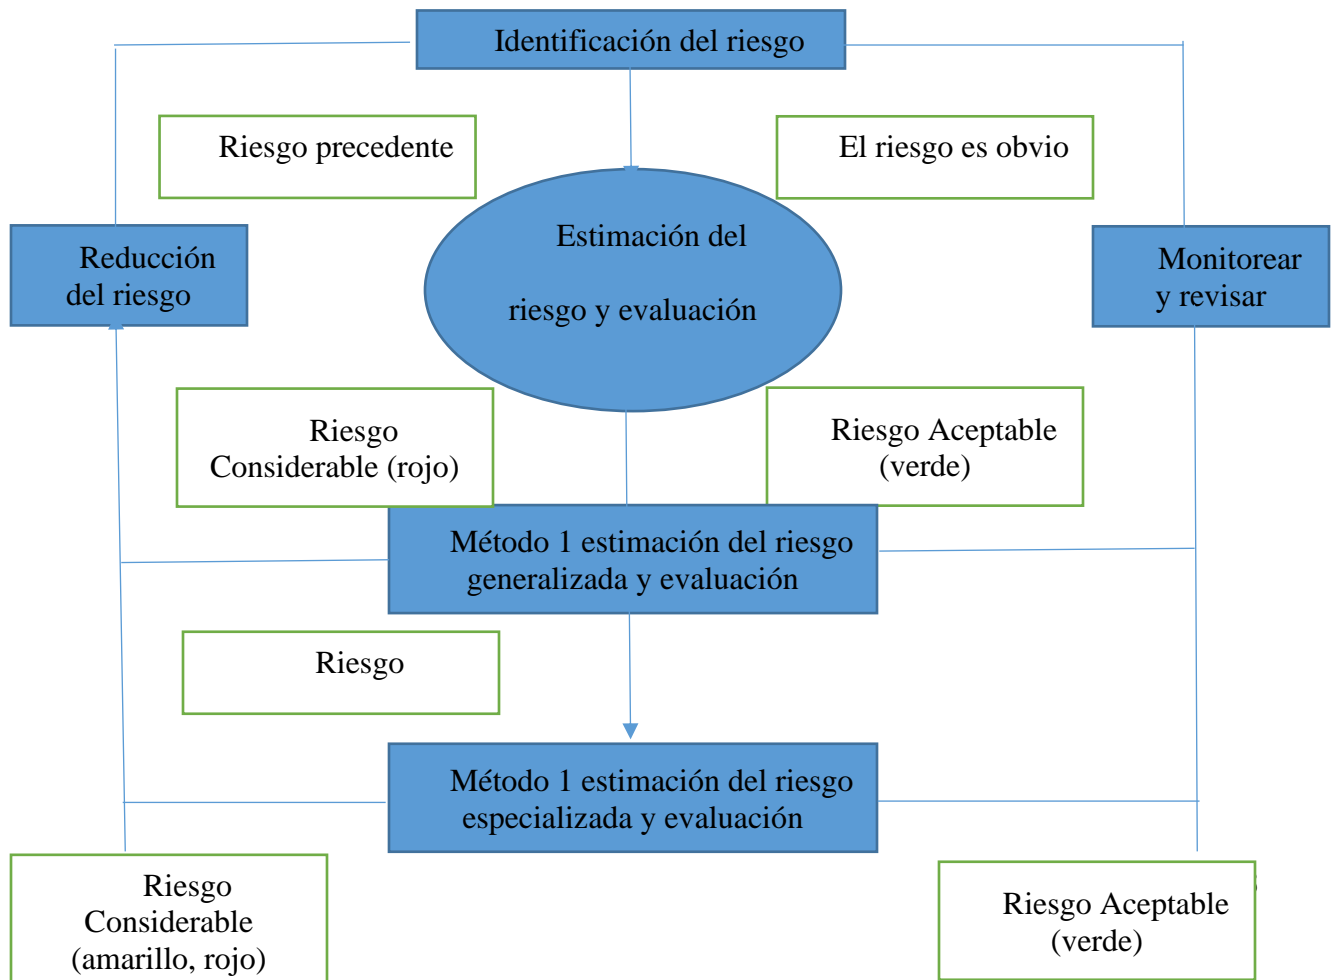 Identificación del riesgo
Riesgo precedente
El riesgo es obvio
Estimación del
riesgo y evaluación
Reducción
del riesgo
Monitorear
y revisar
Riesgo
Considerable (rojo)
Riesgo Aceptable
(verde)
Método 1 estimación del riesgo
generalizada y evaluación
Riesgo
Método 1 estimación del riesgo
especializada y evaluación
Riesgo
Considerable
(amarillo, rojo)
Riesgo Aceptable
(verde)